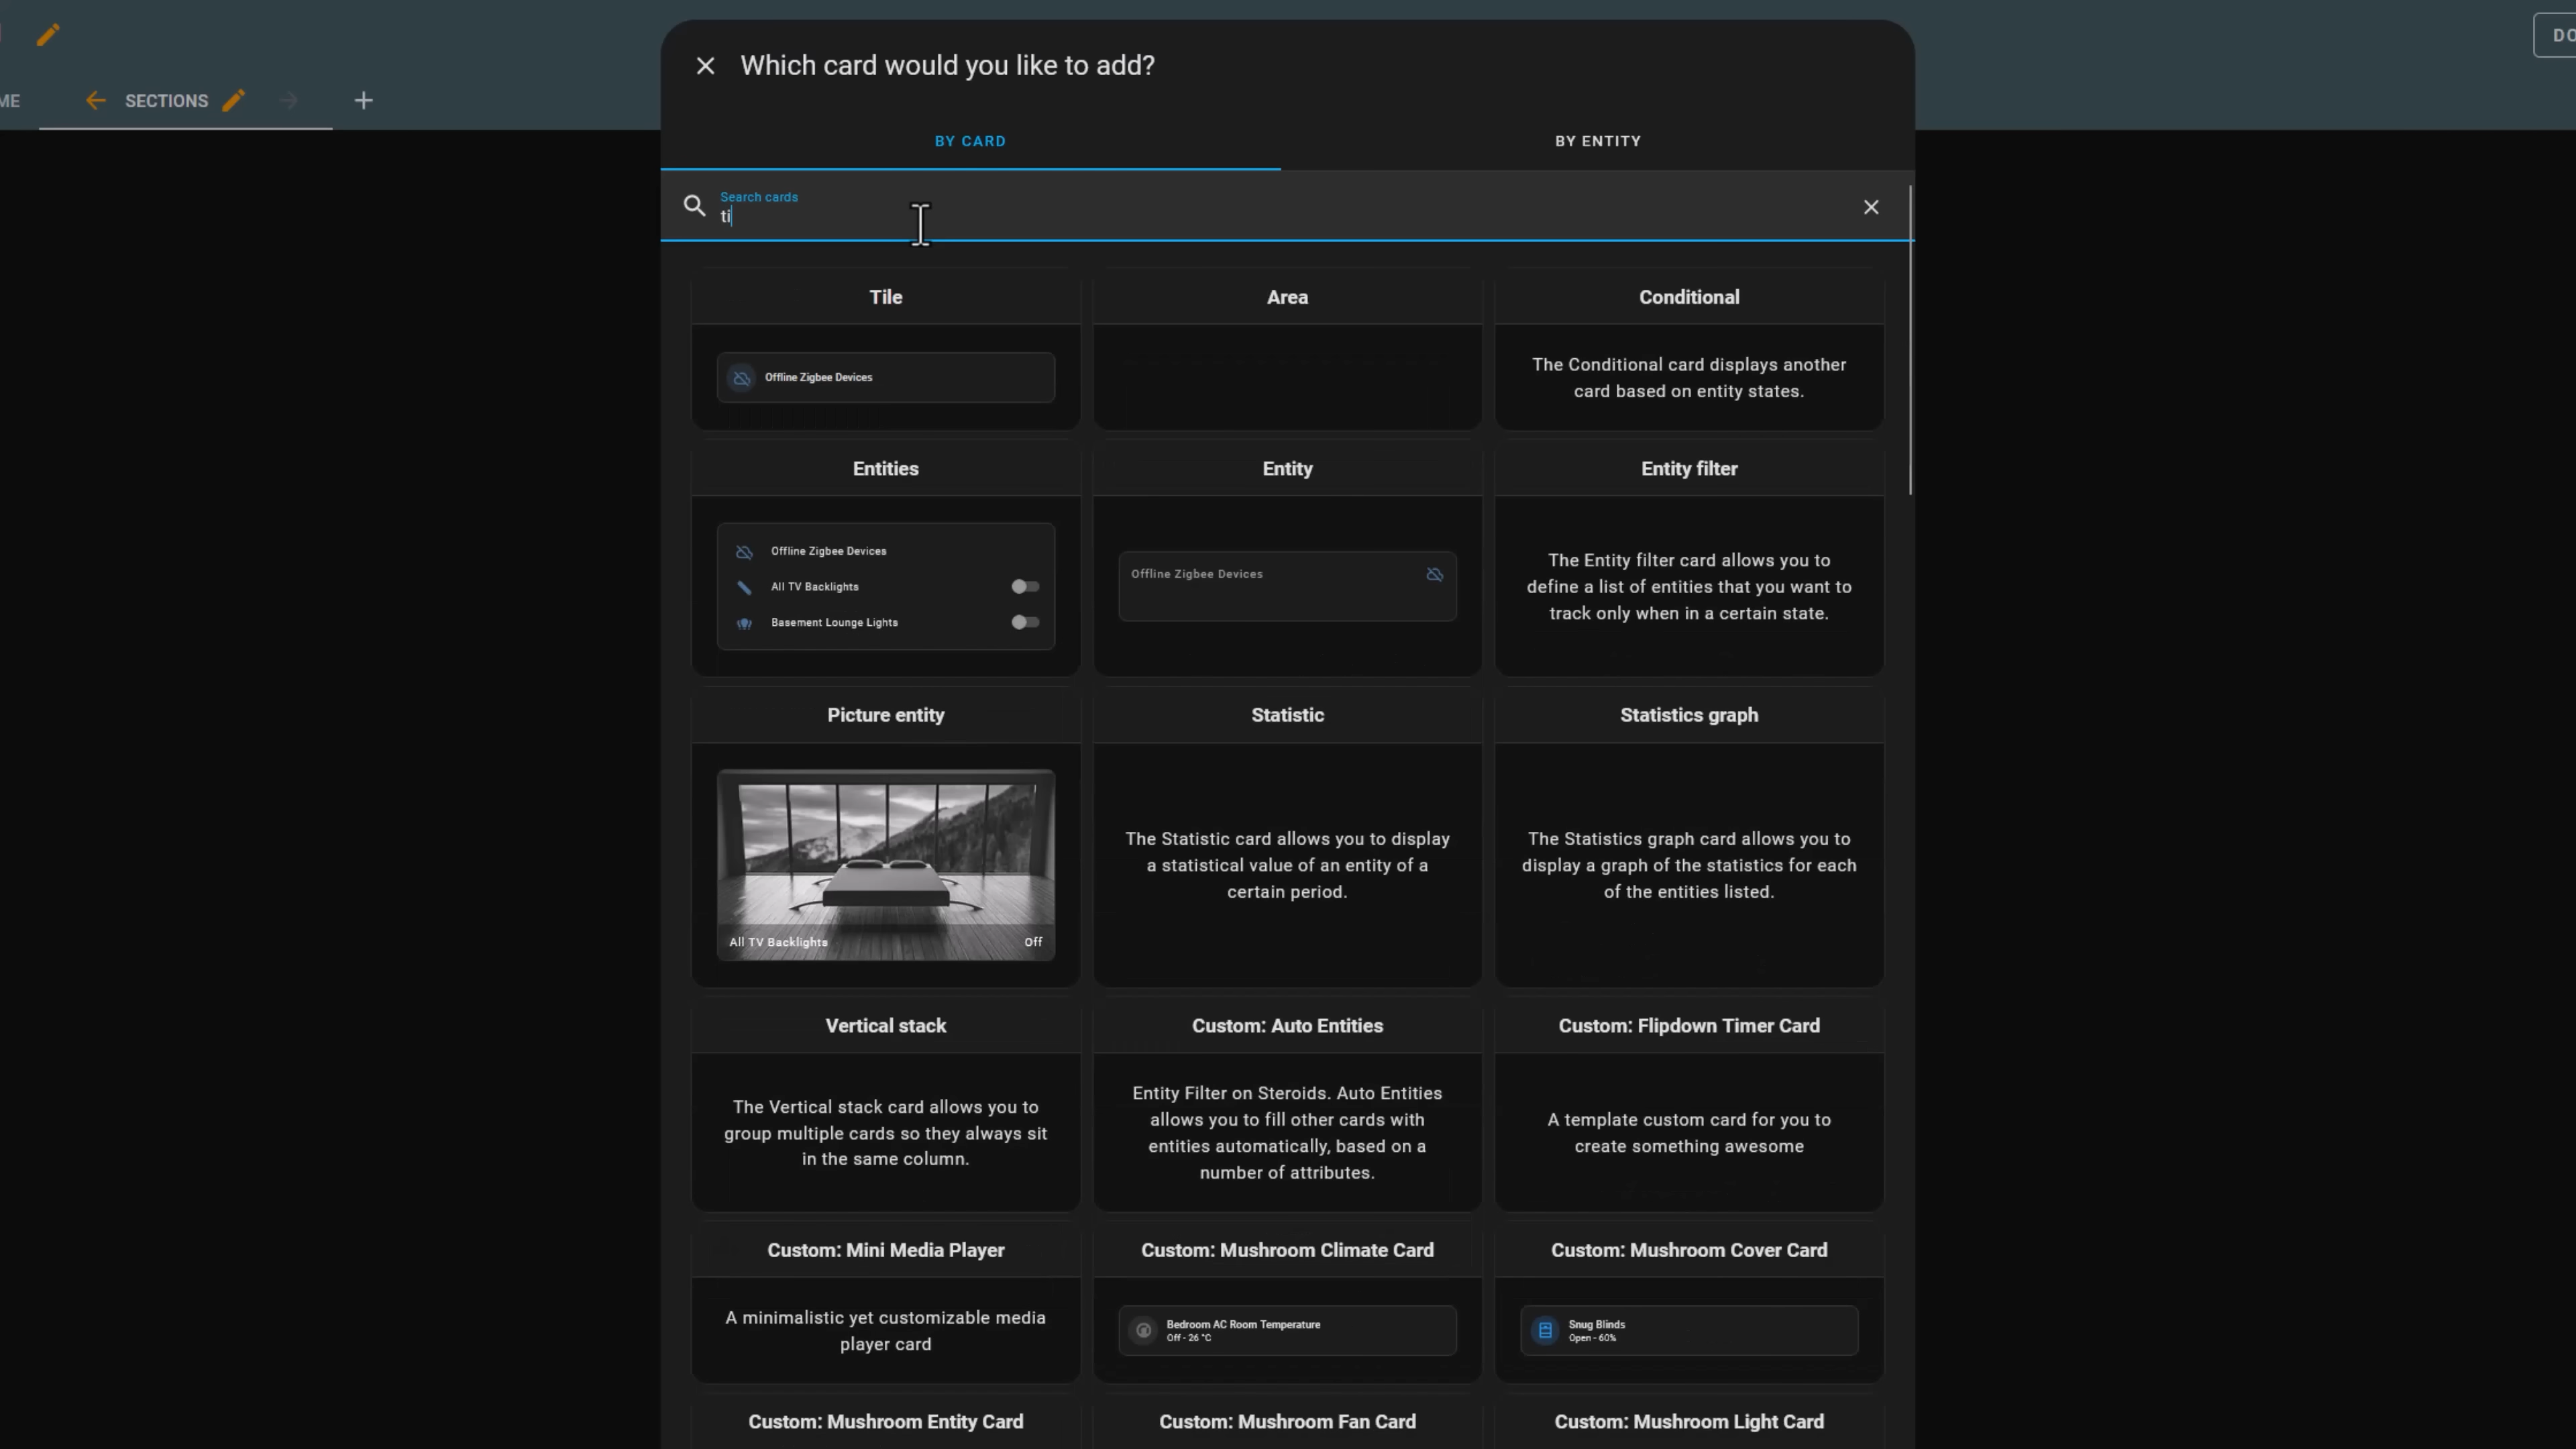 DO
ME
SECTIONS
Which card would you like to add?
BY CARD
BY ENTITY
Search cards
ti
Tile
Area
Conditional
Offline Zigbee Devices
The Conditional card displays another
card based on entity states.
Entities
Entity
Entity filter
Offline Zigbee Devices
All TV Backlights
Basement Lounge Lights
Offline Zigbee Devices
The Entity filter card allows you to
define a list of entities that you want to
track only when in a certain state.
Picture entity
Statistic
Statistics graph
All TV Backlights Off
The Statistic card allows you to display
a statistical value of an entity of a
certain period.
The Statistics graph card allows you to
display a graph of the statistics for each
of the entities listed.
Vertical stack
Custom: Auto Entities
Custom: Flipdown Timer Card
The Vertical stack card allows you to
group multiple cards so they always sit
in the same column.
Entity Filter on Steroids. Auto Entities
allows you to fill other cards with
entities automatically, based on a
number of attributes.
A template custom card for you to
create something awesome
Custom: Mini Media Player
Custom: Mushroom Climate Card
Custom: Mushroom Cover Card
A minimalistic yet customizable media
player card
Bedroom AC Room Temperature
Off - 26 °C
Snug Blinds
Open - 60%
Custom: Mushroom Entity Card
Custom: Mushroom Fan Card
Custom: Mushroom Light Card